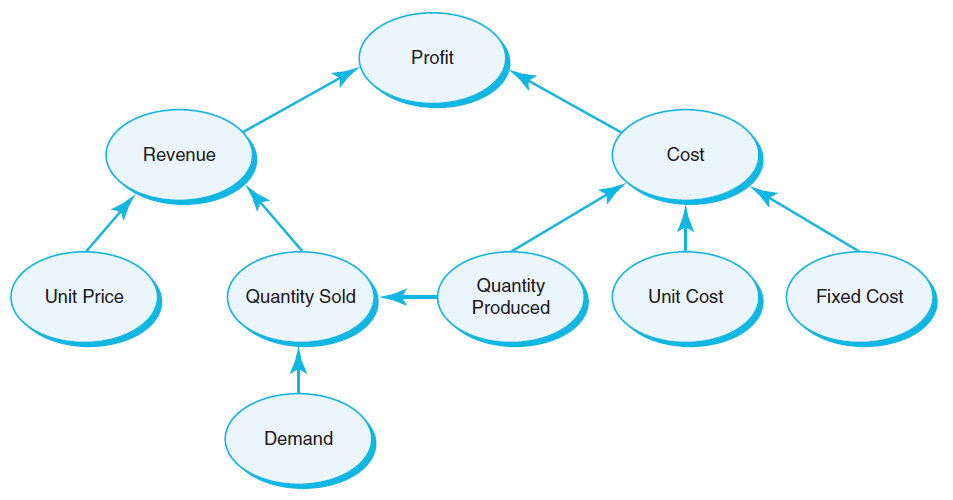 Profit
Revenue
Cost
Unit Price
Quantity Sold
Quantity
Produced
Unit Cost
Fixed Cost
Demand